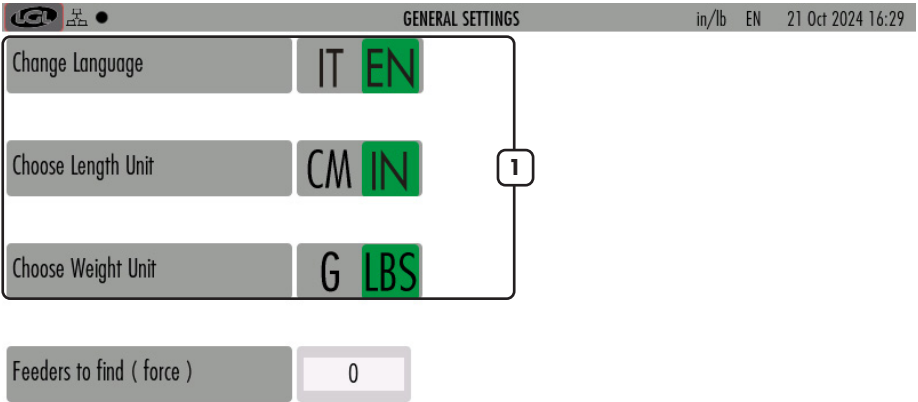 LGL GENERAL SETTINGS in/lb EN 21 Oct 2024 16:29
Change Language IT EN
Choose Length Unit CM IN
1
Choose Weight Unit G LBS
Feeders to find ( force ) 0